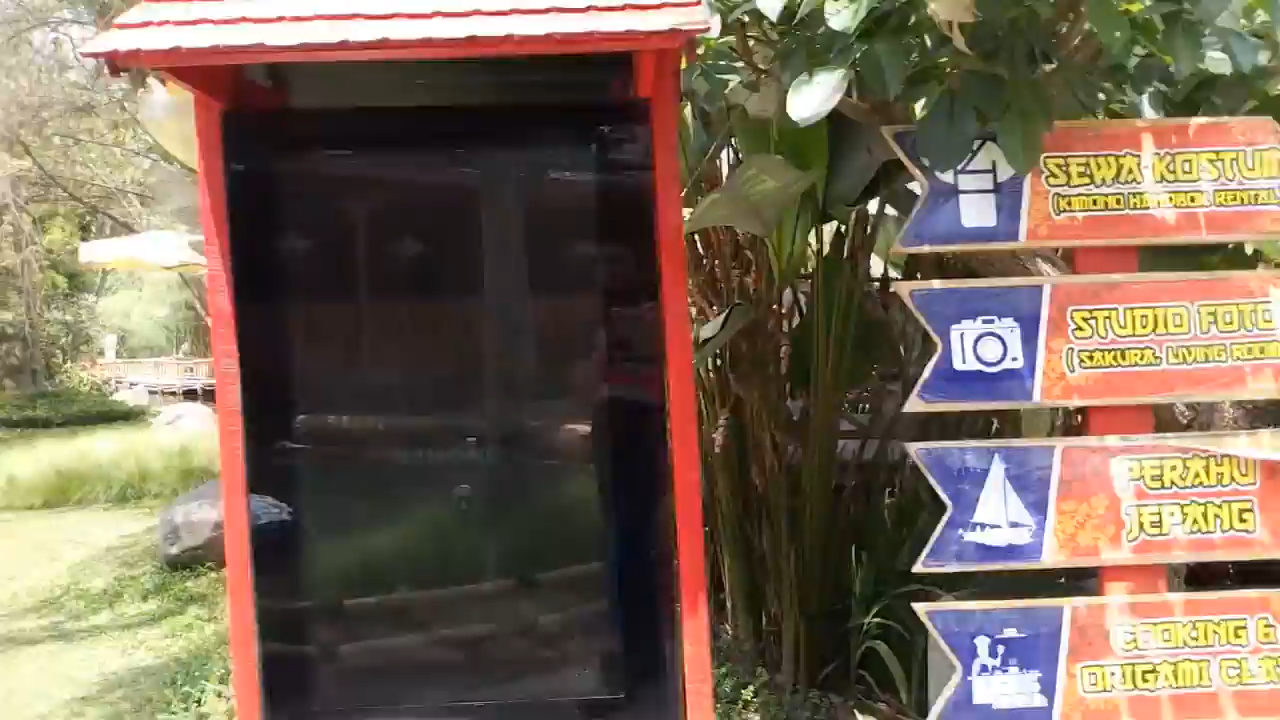 SEWA KOSTUM
(KIMONO HANBOK RENTAL
STUDIO FOTO
( SAKURA, LIVING ROOM
PERAHU
JEPANG
COOKING &
ORIGAMI CLA